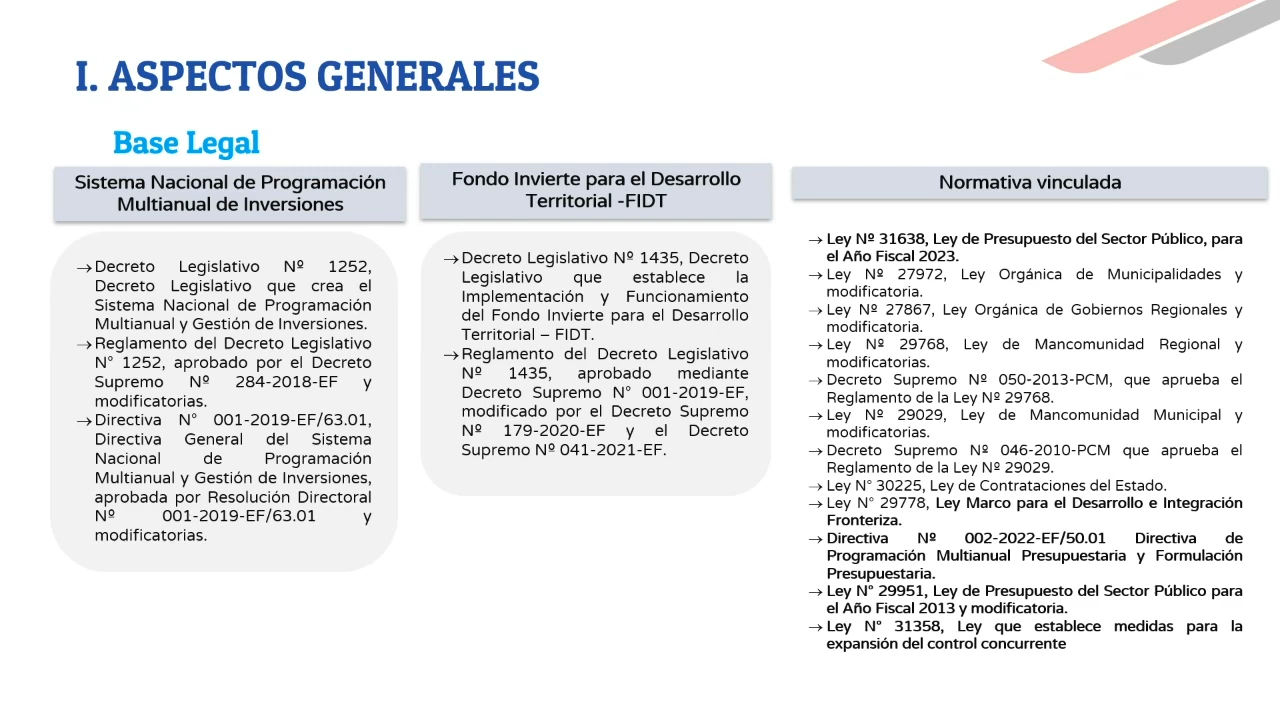 I. ASPECTOS GENERALES
Base Legal
Sistema Nacional de Programación
Multianual de Inversiones
→ Decreto Legislativo Nº 1252,
Decreto Legislativo que crea el
Sistema Nacional de Programación
Multianual y Gestión de Inversiones.
→ Reglamento del Decreto Legislativo
N° 1252, aprobado por el Decreto
Supremo Nº 284-2018-EF y
modificatorias.
→ Directiva N° 001-2019-EF/63.01,
Directiva General del Sistema
Nacional de Programación
Multianual y Gestión de Inversiones,
aprobada por Resolución Directoral
Nº 001-2019-EF/63.01 y
modificatorias.
Fondo Invierte para el Desarrollo
Territorial -FIDT
→ Decreto Legislativo Nº 1435, Decreto
Legislativo que establece la
Implementación y Funcionamiento
del Fondo Invierte para el Desarrollo
Territorial – FIDT.
→ Reglamento del Decreto Legislativo
Nº 1435, aprobado mediante
Decreto Supremo N° 001-2019-EF,
modificado por el Decreto Supremo
Nº 179-2020-EF y el Decreto
Supremo Nº 041-2021-EF.
Normativa vinculada
→ Ley Nº 31638, Ley de Presupuesto del Sector Público, para
el Año Fiscal 2023.
→ Ley Nº 27972, Ley Orgánica de Municipalidades y
modificatoria.
→ Ley Nº 27867, Ley Orgánica de Gobiernos Regionales y
modificatoria.
→ Ley Nº 29768, Ley de Mancomunidad Regional y
modificatorias.
→ Decreto Supremo Nº 050-2013-PCM, que aprueba el
Reglamento de la Ley Nº 29768.
→ Ley Nº 29029, Ley de Mancomunidad Municipal y
modificatorias.
→ Decreto Supremo Nº 046-2010-PCM que aprueba el
Reglamento de la Ley Nº 29029.
→ Ley N° 30225, Ley de Contrataciones del Estado.
→ Ley N° 29778, Ley Marco para el Desarrollo e Integración
Fronteriza.
→ Directiva Nº 002-2022-EF/50.01 Directiva de
Programación Multianual Presupuestaria y Formulación
Presupuestaria.
→ Ley N° 29951, Ley de Presupuesto del Sector Público para
el Año Fiscal 2013 y modificatoria.
→ Ley N° 31358, Ley que establece medidas para la
expansión del control concurrente